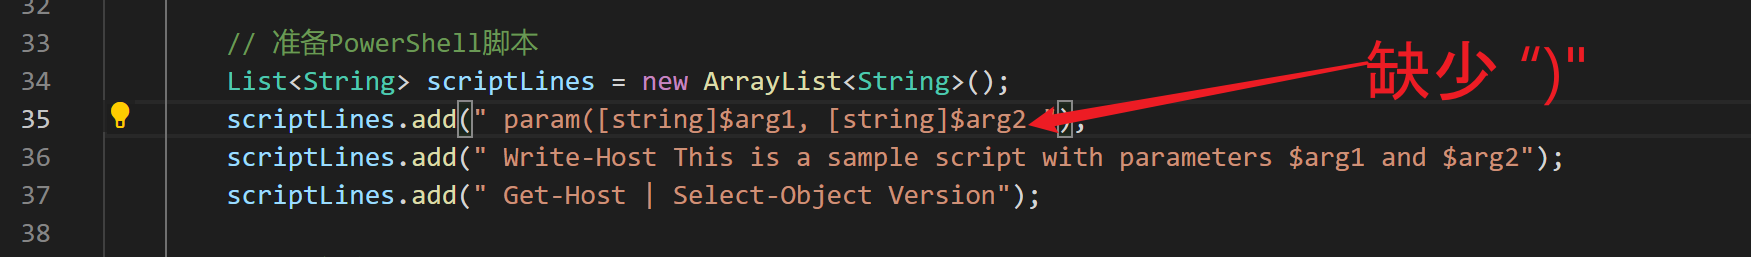 32
33 // 准备PowerShell脚本
34 List<String> scriptLines = new ArrayList<String>();
35 scriptLines.add(" param([string]$arg1, [string]$arg2 ");
36 scriptLines.add(" Write-Host This is a sample script with parameters $arg1 and $arg2");
37 scriptLines.add(" Get-Host | Select-Object Version");
38
缺少 “)"